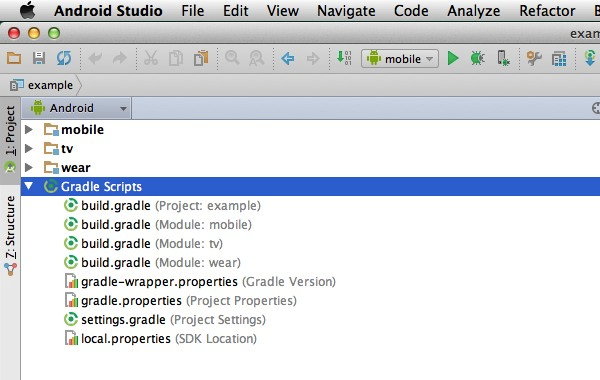 Android Studio File Edit View Navigate Code Analyze Refactor
mobile
example
Android
1: Project
Z: Structure
mobile
tv
wear
Gradle Scripts
build.gradle (Project: example)
build.gradle (Module: mobile)
build.gradle (Module: tv)
build.gradle (Module: wear)
gradle-wrapper.properties (Gradle Version)
gradle.properties (Project Properties)
settings.gradle (Project Settings)
local.properties (SDK Location)